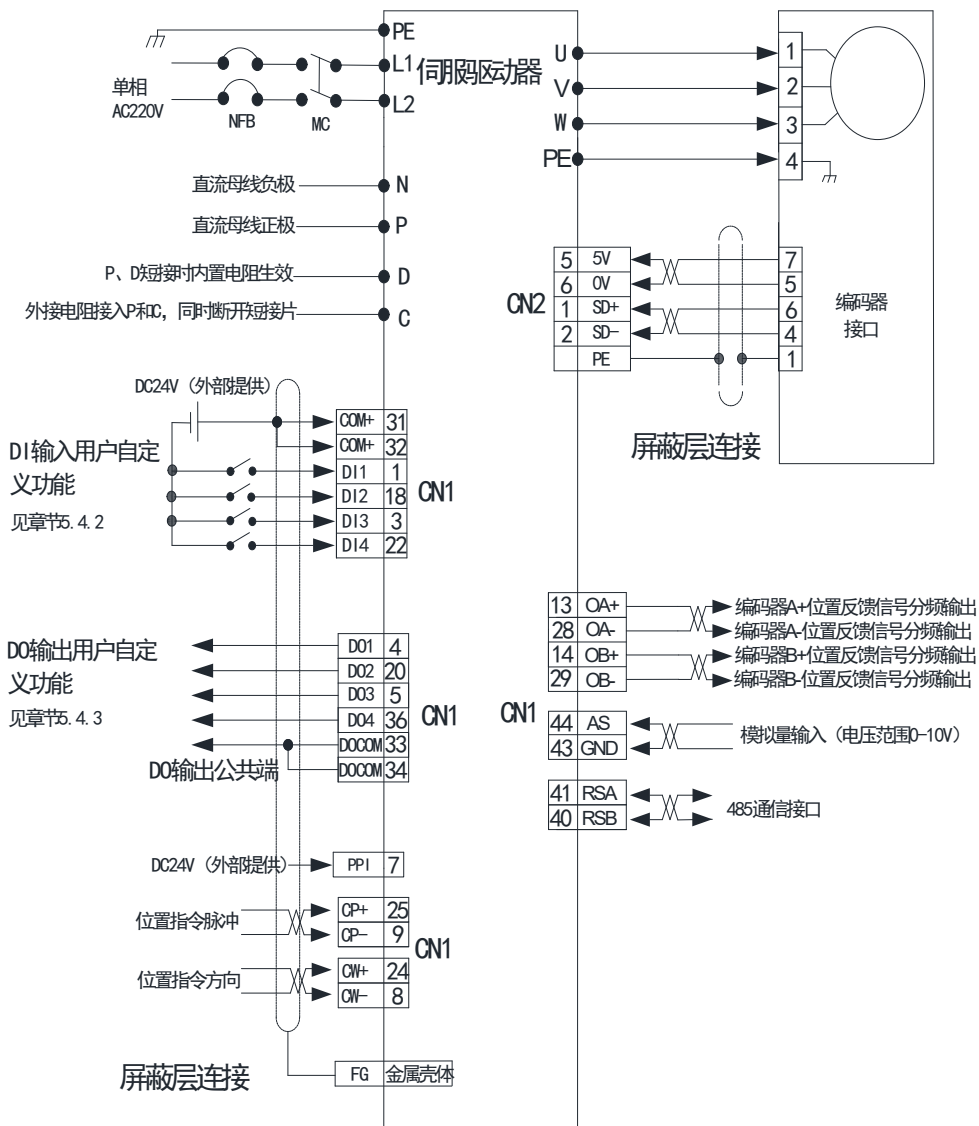 PE
L1
伺服驱动器
单相
AC220V
L2
NFB
MC
U
V
W
PE
1
2
3
4
直流母线负极
N
直流母线正极
P
P、D短接时内置电阻生效
D
外接电阻接入P和C，同时断开短接片
C
CN2
5 5V
6 0V
1 SD+
2 SD-
PE
7
5
6
4
1
编码器
接口
屏蔽层连接
DC24V（外部提供）
COM+ 31
COM+ 32
DI1 1
DI2 18
DI3 3
DI4 22
CN1
DI输入用户自定
义功能
见章节5.4.2
DO输出用户自定
义功能
见章节5.4.3
DO1 4
DO2 20
DO3 5
DO4 36
DOCOM 33
DOCOM 34
CN1
DO输出公共端
13 OA+ 编码器A+位置反馈信号分频输出
28 OA- 编码器A-位置反馈信号分频输出
14 OB+ 编码器B+位置反馈信号分频输出
29 OB- 编码器B-位置反馈信号分频输出
CN1
44 AS
43 GND
模拟量输入（电压范围0-10V）
41 RSA
40 RSB
485通信接口
DC24V（外部提供）
PPI 7
位置指令脉冲
CP+ 25
CP- 9
CN1
位置指令方向
CW+ 24
CW- 8
屏蔽层连接
FG 金属壳体